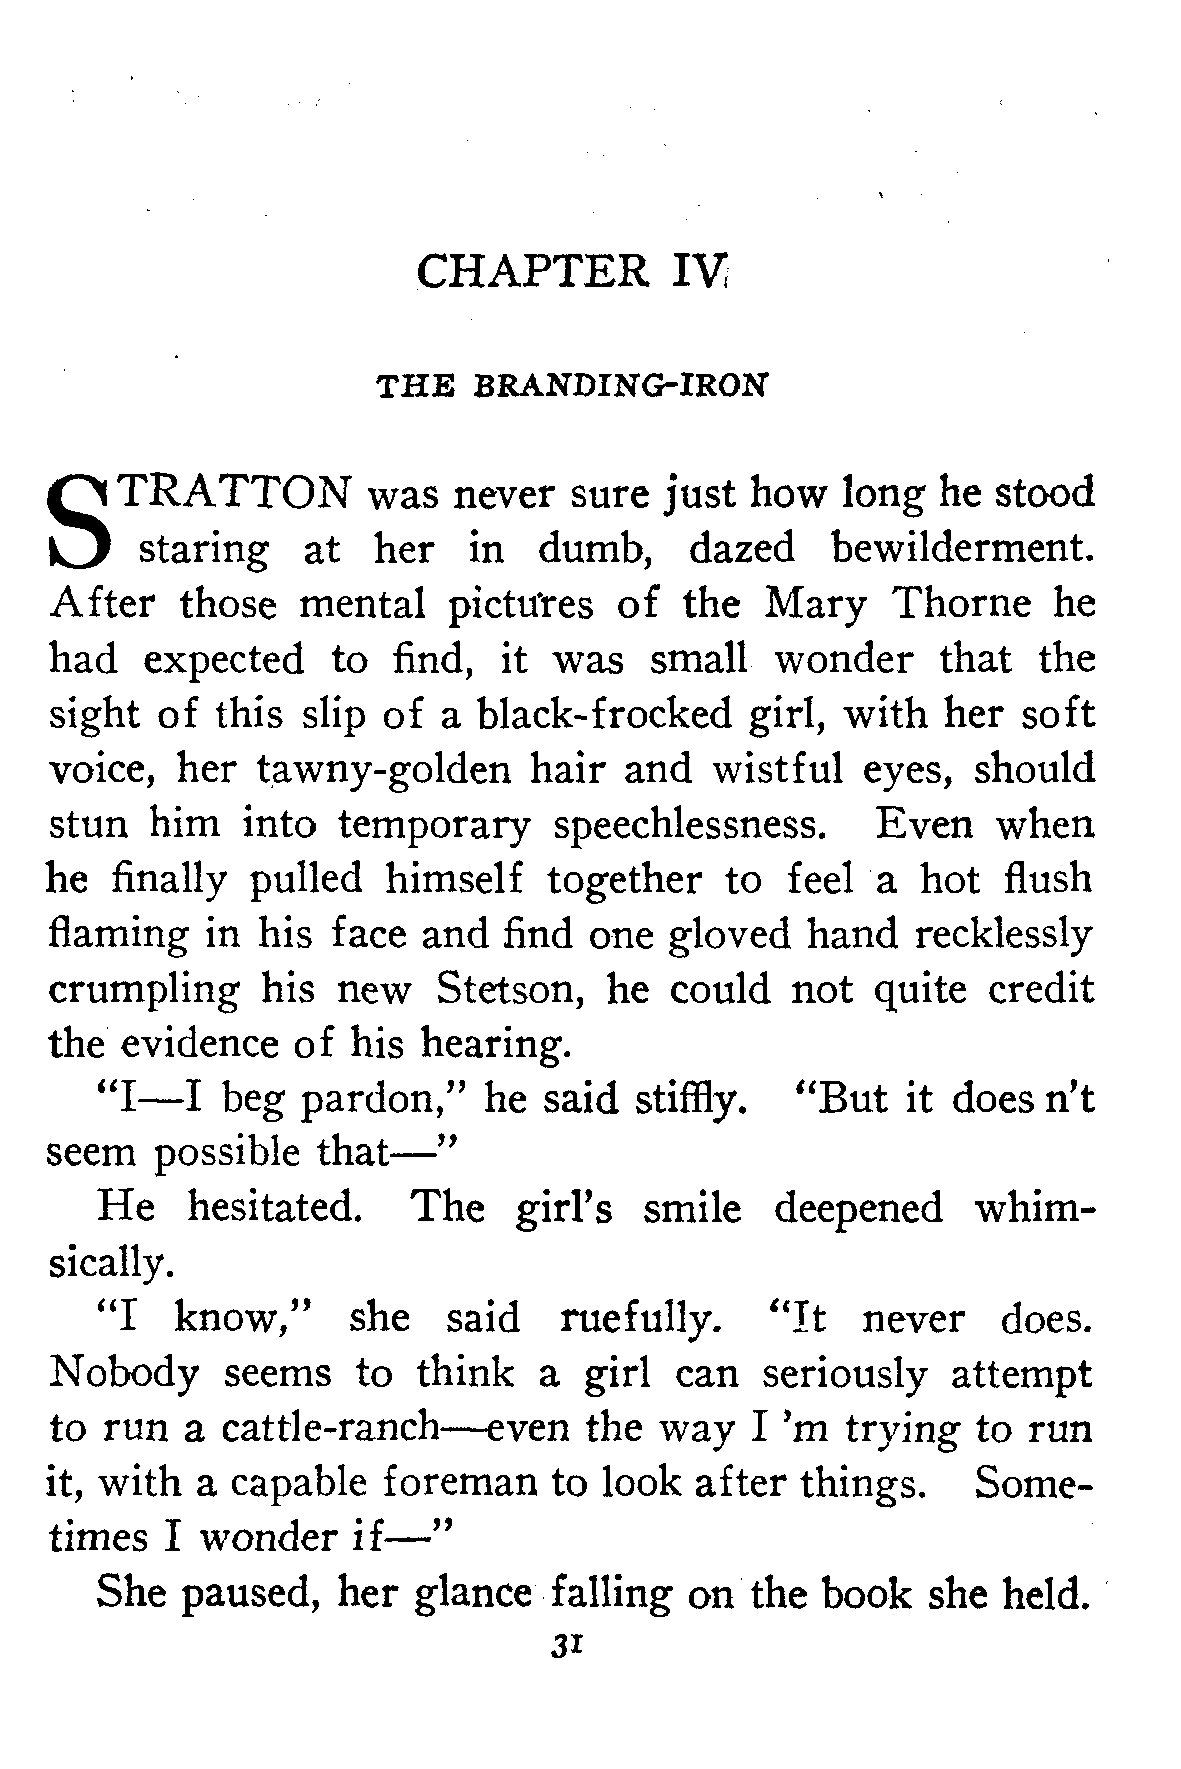 CHAPTER IV
THE BRANDING-IRON
STRATTON was never sure just how long he stood
staring at her in dumb, dazed bewilderment.
After those mental pictures of the Mary Thorne he
had expected to find, it was small wonder that the
sight of this slip of a black-frocked girl, with her soft
voice, her tawny-golden hair and wistful eyes, should
stun him into temporary speechlessness. Even when
he finally pulled himself together to feel a hot flush
flaming in his face and find one gloved hand recklessly
crumpling his new Stetson, he could not quite credit
the evidence of his hearing.
“I—I beg pardon,” he said stiffly. “But it does n’t
seem possible that—”
He hesitated. The girl’s smile deepened whim-
sically.
“I know,” she said ruefully. “It never does.
Nobody seems to think a girl can seriously attempt
to run a cattle-ranch—even the way I ’m trying to run
it, with a capable foreman to look after things. Some-
times I wonder if—”
She paused, her glance falling on the book she held.
31